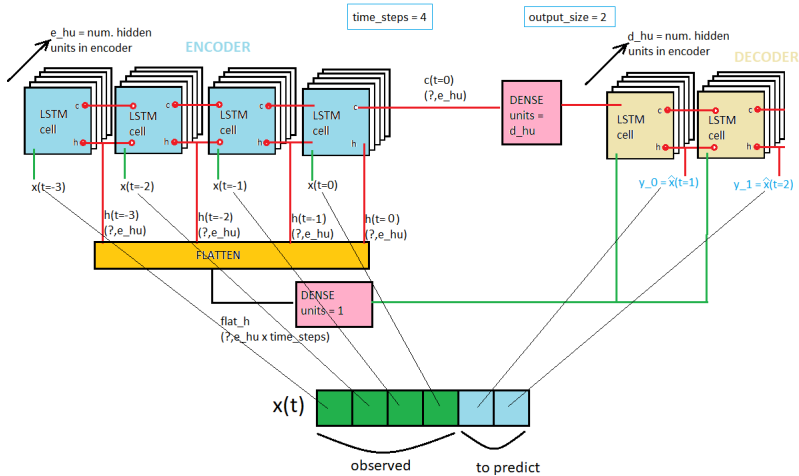 time_steps = 4
output_size = 2
e_hu = num. hidden
units in encoder
ENCODER
d_hu = num. hidden
units in encoder
DECODER
c(t=0)
(?,e_hu)
DENSE
units =
d_hu
LSTM
cell
c
h
LSTM
cell
c
h
LSTM
cell
c
h
LSTM
cell
c
h
LSTM
cell
c
h
LSTM
cell
c
h
x(t=-3)
x(t=-2)
x(t=-1)
x(t=0)
y_0 = x̂(t=1)
y_1 = x̂(t=2)
h(t=-3)
(?,e_hu)
h(t=-2)
(?,e_hu)
h(t=-1)
(?,e_hu)
h(t= 0)
(?,e_hu)
FLATTEN
DENSE
units = 1
flat_h
(?,e_hu x time_steps)
x(t)
observed
to predict